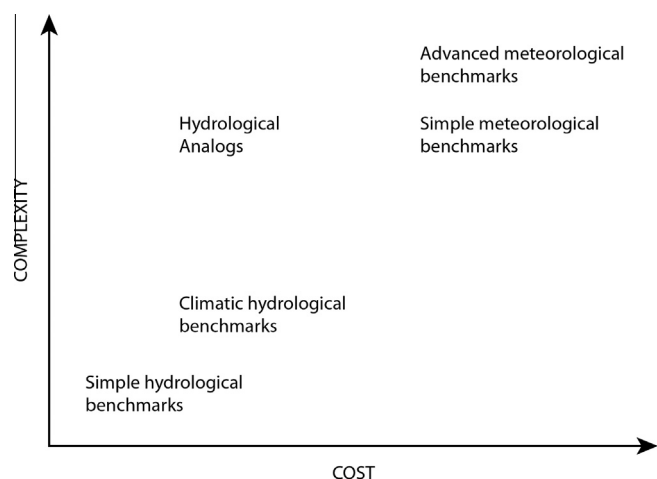 Advanced meteorological
benchmarks
Hydrological
Analogs
Simple meteorological
benchmarks
COMPLEXITY
Climatic hydrological
benchmarks
Simple hydrological
benchmarks
COST